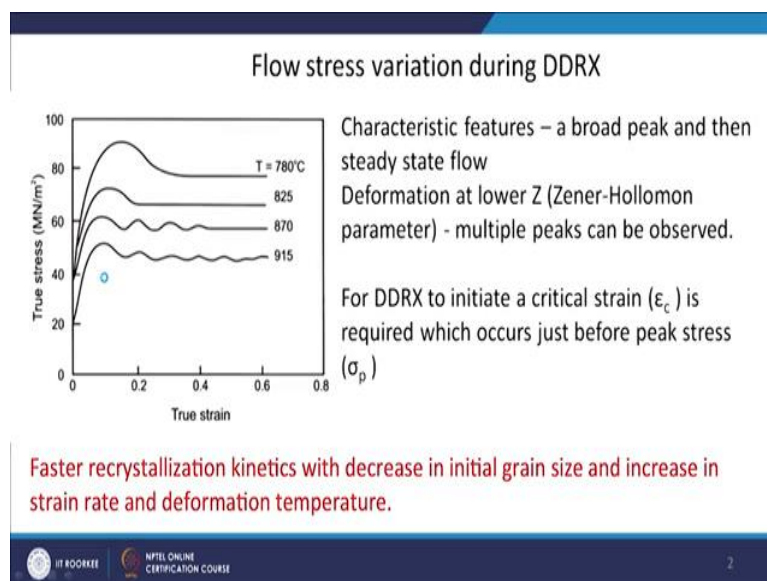 Flow stress variation during DDRX
100
80
60
40
20
0
True stress (MN/m²)
T = 780°C
825
870
915
0
0.2
0.4
0.6
0.8
True strain
Characteristic features – a broad peak and then
steady state flow
Deformation at lower Z (Zener-Hollomon
parameter) - multiple peaks can be observed.
For DDRX to initiate a critical strain (εc ) is
required which occurs just before peak stress
(σp )
Faster recrystallization kinetics with decrease in initial grain size and increase in
strain rate and deformation temperature.
IIT ROORKEE
NPTEL ONLINE
CERTIFICATION COURSE
2